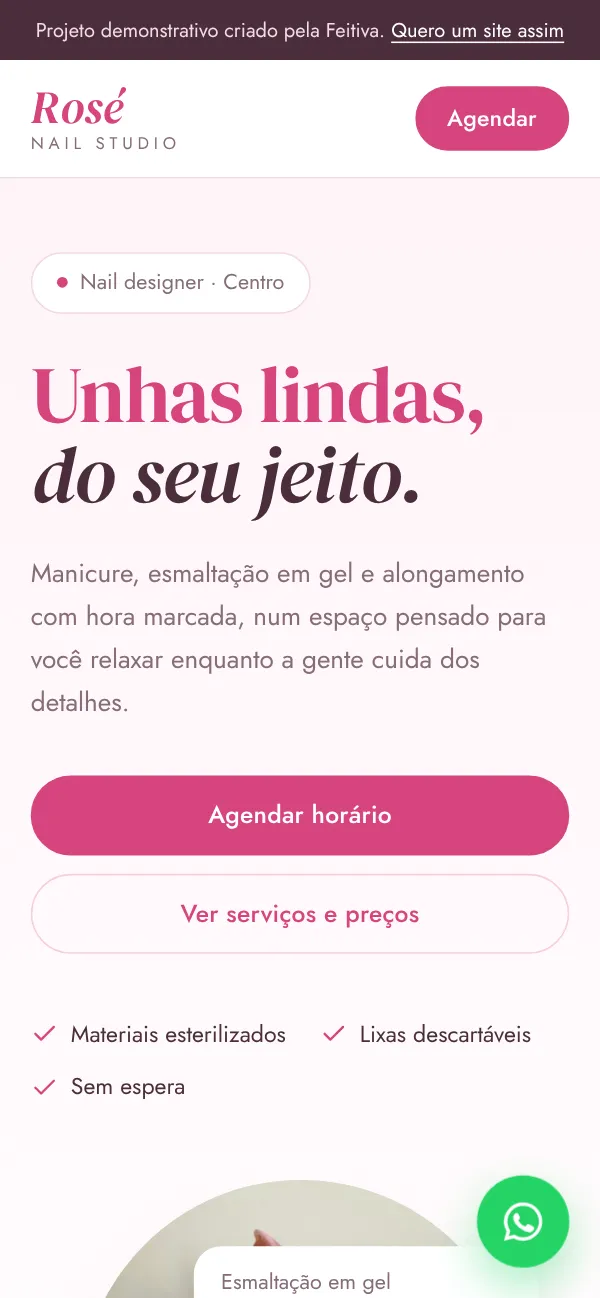 Projeto demonstrativo criado pela Feitiva. Quero um site assim
Rosé
NAIL STUDIO
Agendar
Nail designer · Centro
Unhas lindas,
do seu jeito.
Manicure, esmaltação em gel e alongamento
com hora marcada, num espaço pensado para
você relaxar enquanto a gente cuida dos
detalhes.
Agendar horário
Ver serviços e preços
Materiais esterilizados
Lixas descartáveis
Sem espera
Esmaltação em gel